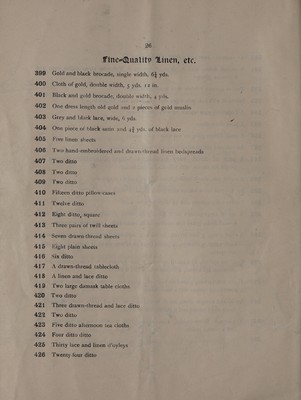 26
Fine-Quality Linen, etc.
399 Gold and black brocade, single width, 6½ yds.
400 Cloth of gold, double width, 3 yds. 11 in.
401 Black and gold brocade, double width, 4 yds.
402 One dress length old gold and 2 pieces of gold muslin
403 Grey and black lace, wide, 6 yds.
404 One piece of black satin and 4½ yds. of black lace
405 Five linen sheets
406 Two hand-embroidered and drawn-thread linen bedspreads
407 Two ditto
408 Two ditto
409 Two ditto
410 Fifteen ditto pillow-cases
411 Twelve ditto
412 Eight ditto, square
413 Three pairs of twill sheets
414 Seven drawn-thread sheets
415 Eight plain sheets
416 Six ditto
417 A drawn-thread tablecloth
418 A linen and lace ditto
419 Two large damask table cloths
420 Two ditto
421 Three drawn-thread and lace ditto
422 Two ditto
423 Five ditto afternoon tea cloths
424 Four ditto ditto
425 Thirty lace and linen d'oyleys
426 Twenty-four ditto